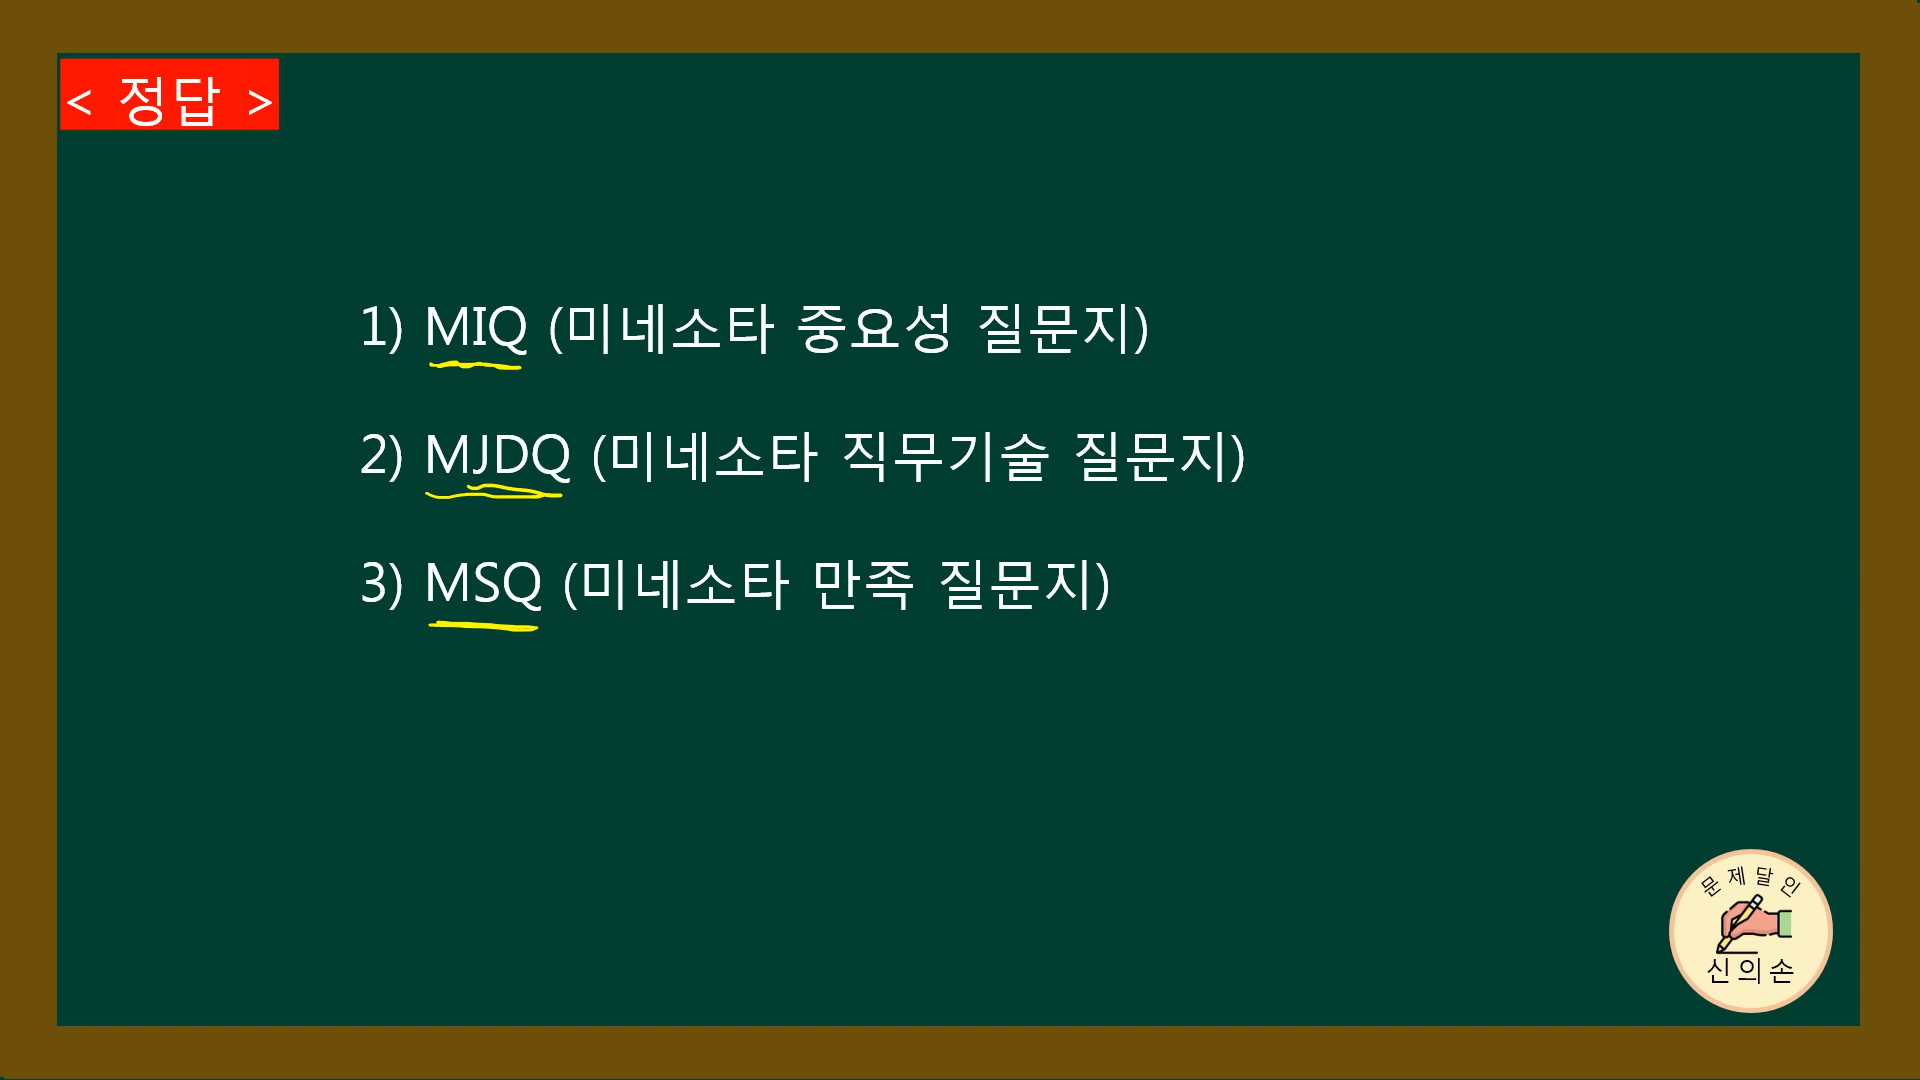 < 정답 >
1) MIQ (미네소타 중요성 질문지)
2) MJDQ (미네소타 직무기술 질문지)
3) MSQ (미네소타 만족 질문지)
문제달인
신의손